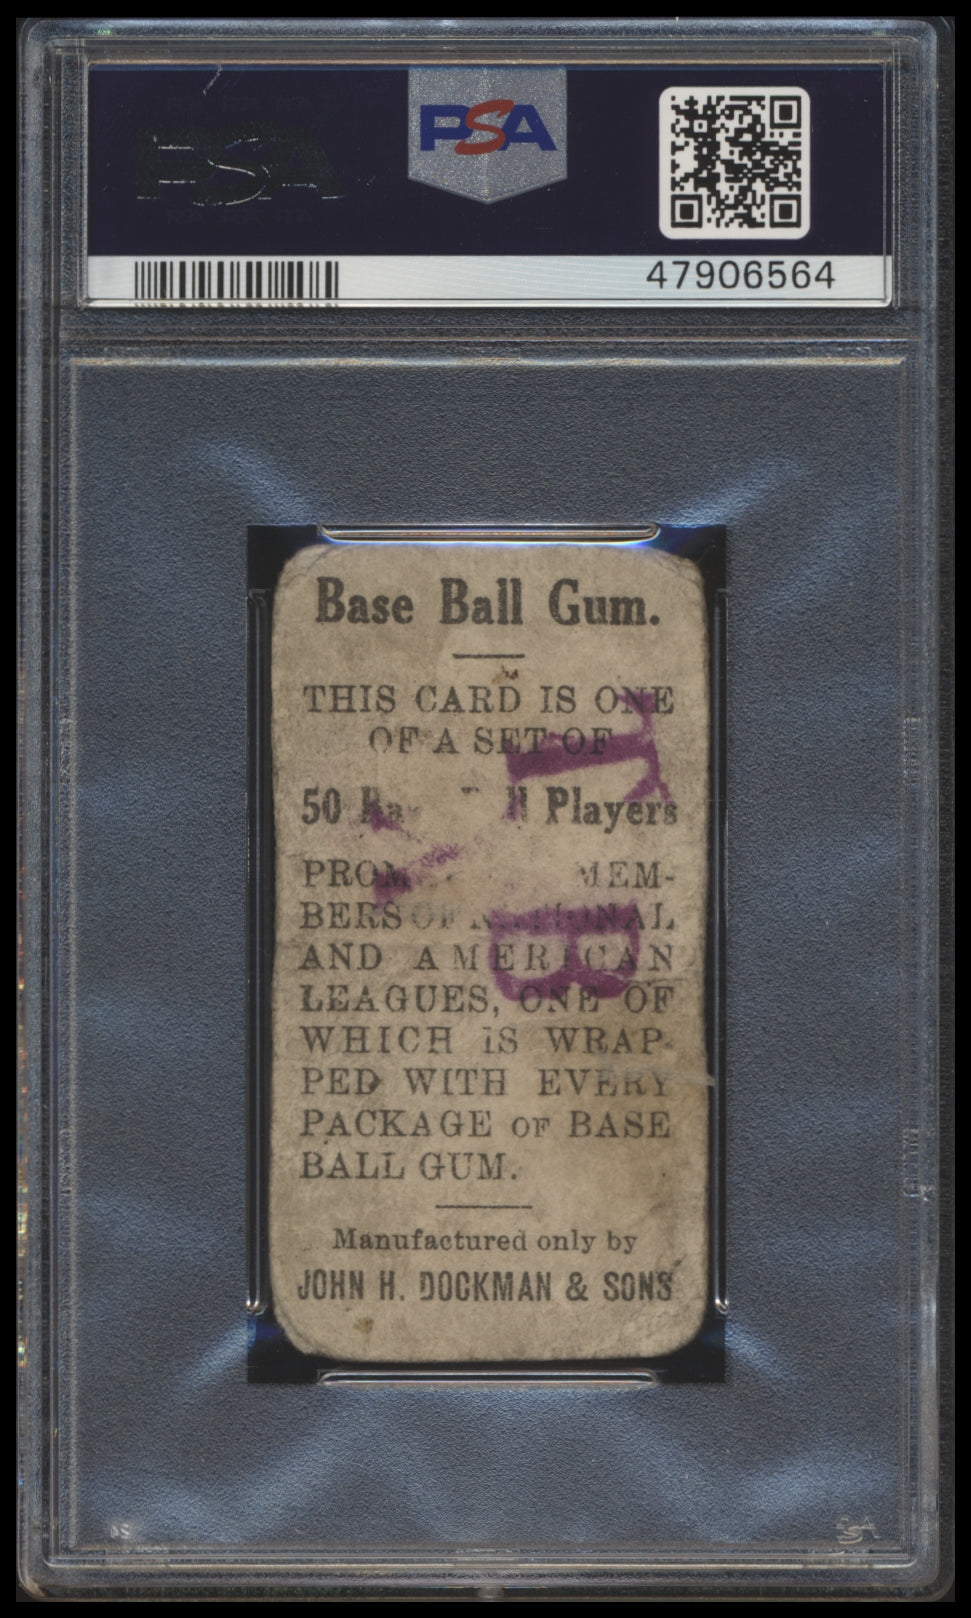 PSA
47906564
Base Ball Gum.
THIS CARD IS ONE
OF A SET OF
50 Players
MEM-
BERS OF
AND AMERICAN
LEAGUES, ONE OF
WHICH IS WRAP-
PED WITH EVERY
PACKAGE OF BASE
BALL GUM.
Manufactured only by
JOHN H. DOCKMAN & SONS
PSA